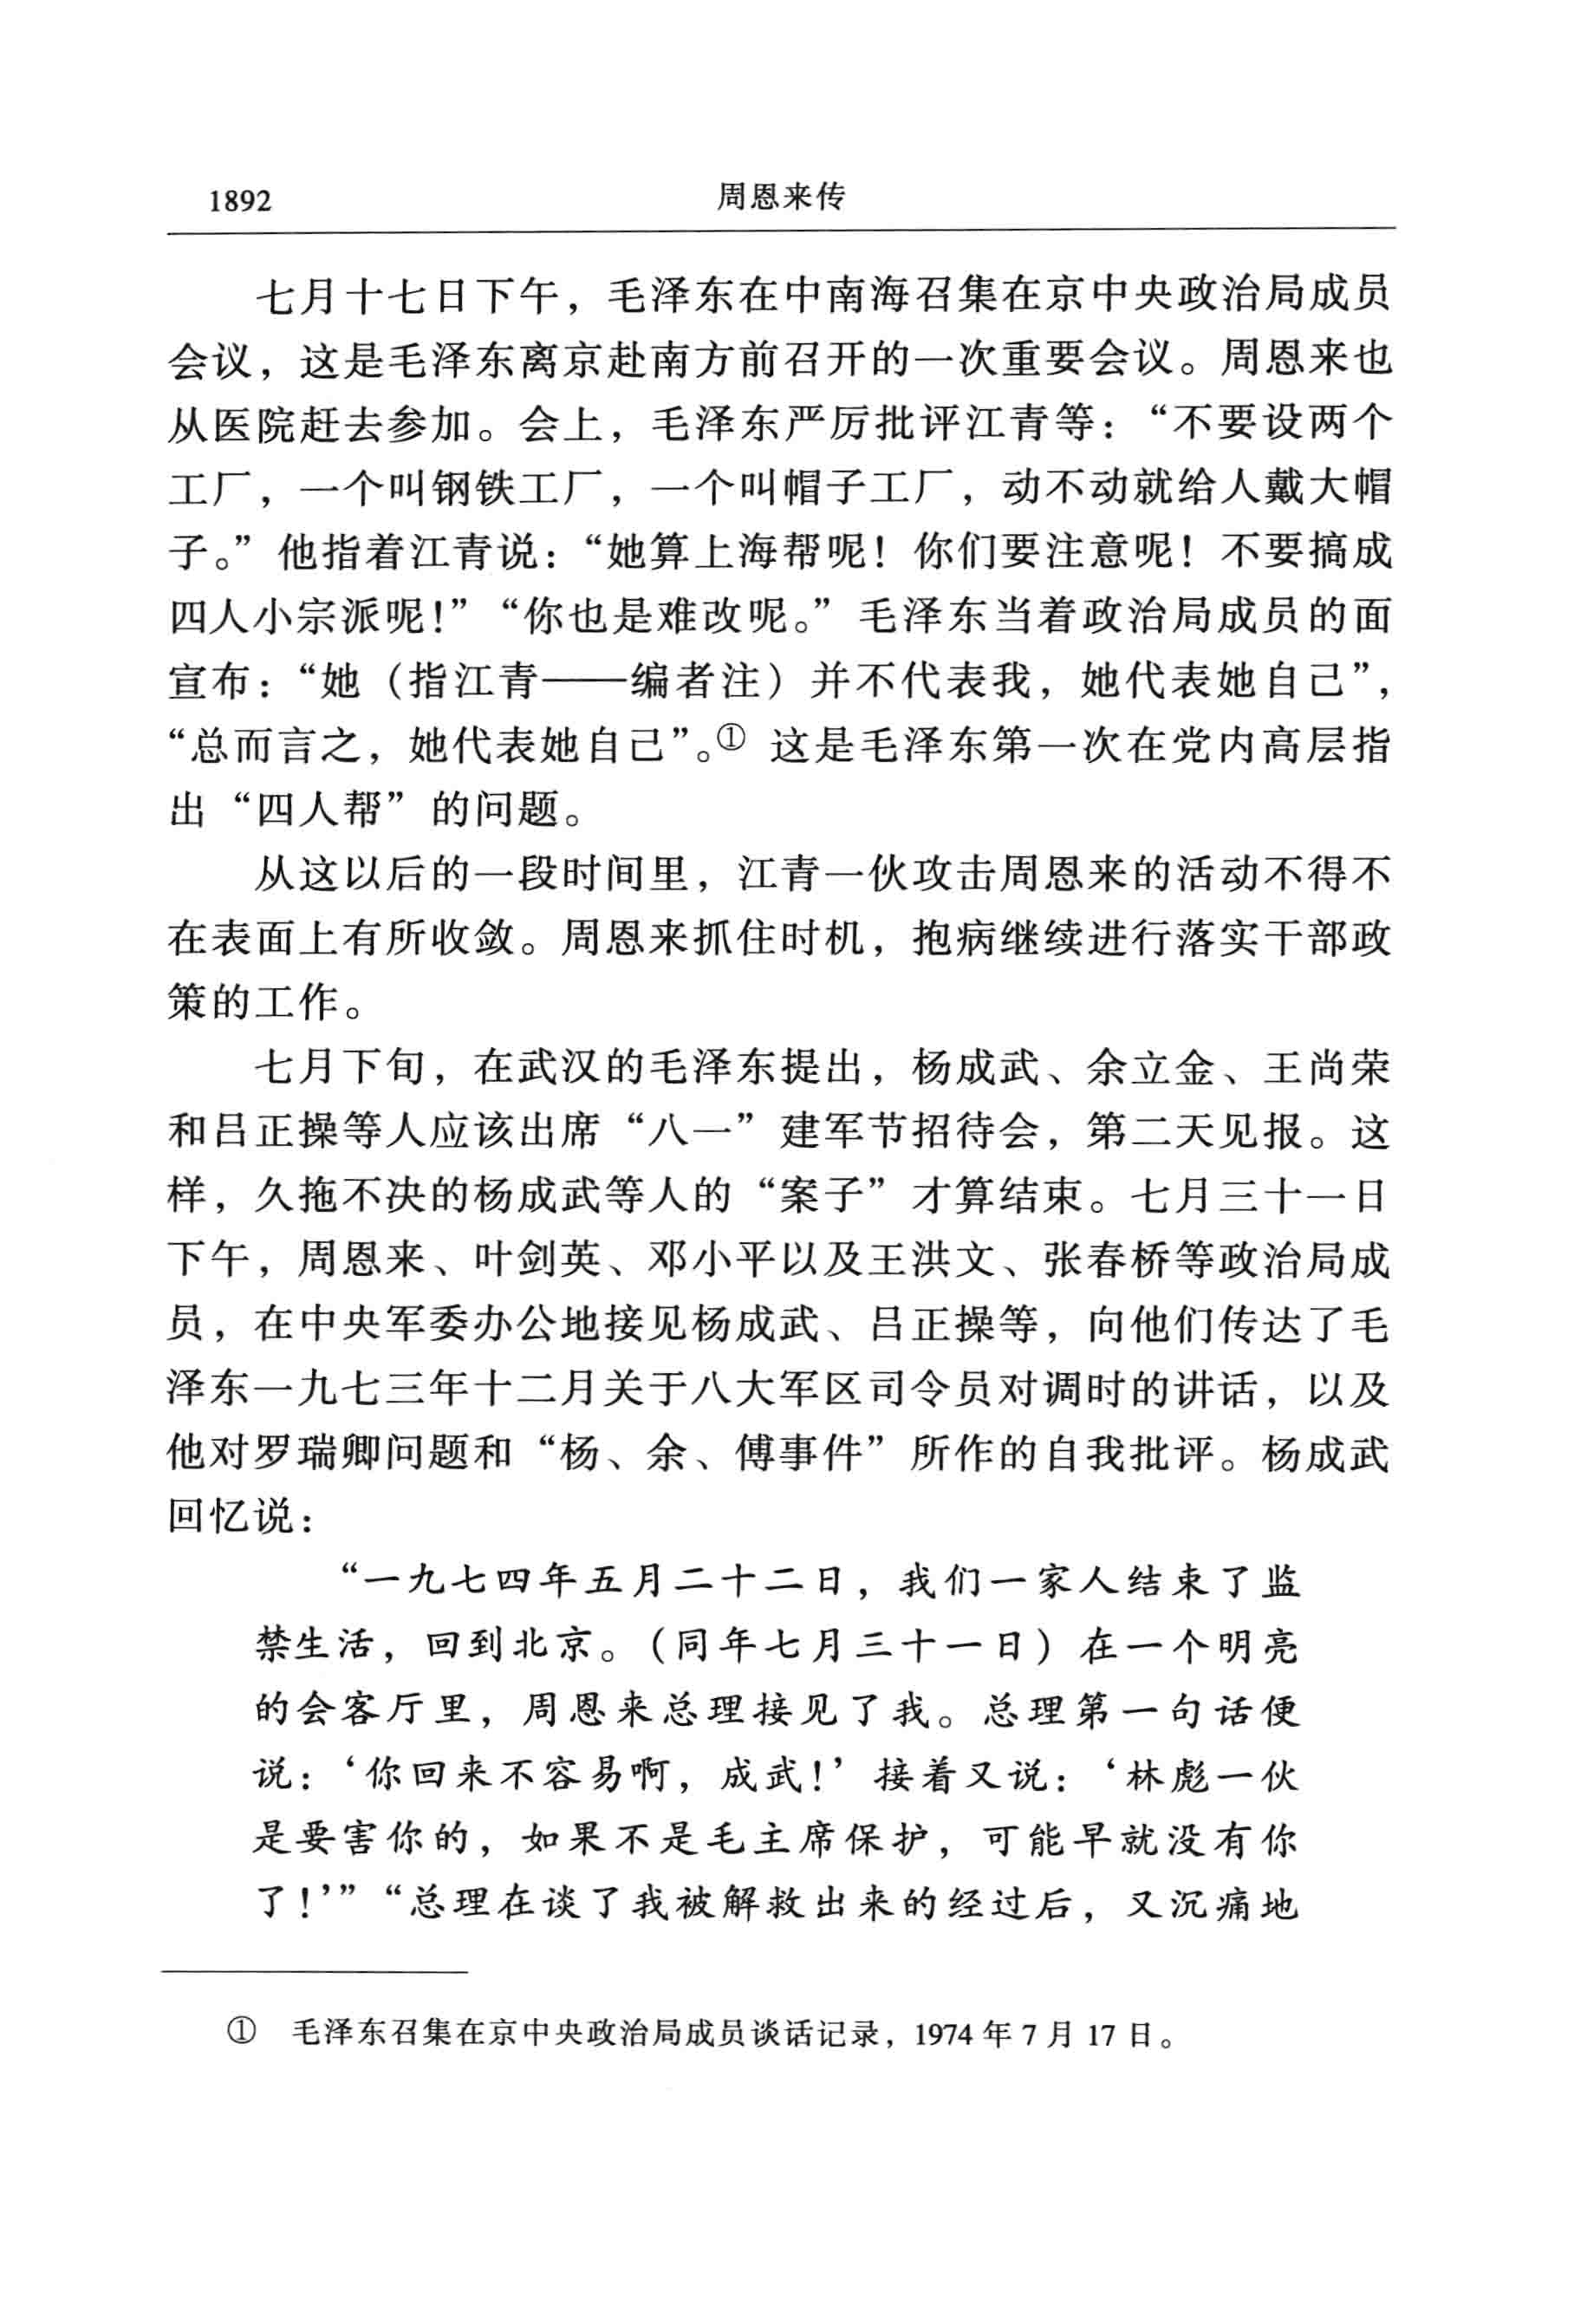 1892
周恩来传
七月十七日下午，毛泽东在中南海召集在京中央政治局成员
会议，这是毛泽东离京赴南方前召开的一次重要会议。周恩来也
从医院赶去参加。会上，毛泽东严厉批评江青等：“不要设两个
工厂，一个叫钢铁工厂，一个叫帽子工厂，动不动就给人戴大帽
子。”他指着江青说：“她算上海帮呢！你们要注意呢！不要搞成
四人小宗派呢！”“你也是难改呢。”毛泽东当着政治局成员的面
宣布：“她（指江青——编者注）并不代表我，她代表她自己”，
“总而言之，她代表她自己”。① 这是毛泽东第一次在党内高层指
出“四人帮”的问题。
从这以后的一段时间里，江青一伙攻击周恩来的活动不得不
在表面上有所收敛。周恩来抓住时机，抱病继续进行落实干部政
策的工作。
七月下旬，在武汉的毛泽东提出，杨成武、余立金、王尚荣
和吕正操等人应该出席“八一”建军节招待会，第二天见报。这
样，久拖不决的杨成武等人的“案子”才算结束。七月三十一日
下午，周恩来、叶剑英、邓小平以及王洪文、张春桥等政治局成
员，在中央军委办公地接见杨成武、吕正操等，向他们传达了毛
泽东一九七三年十二月关于八大军区司令员对调时的讲话，以及
他对罗瑞卿问题和“杨、余、傅事件”所作的自我批评。杨成武
回忆说：
“一九七四年五月二十二日，我们一家人结束了监
禁生活，回到北京。（同年七月三十一日）在一个明亮
的会客厅里，周恩来总理接见了我。总理第一句话便
说：‘你回来不容易啊，成武！’接着又说：‘林彪一伙
是要害你的，如果不是毛主席保护，可能早就没有你
了！’”“总理在谈了我被解救出来的经过后，又沉痛地
① 毛泽东召集在京中央政治局成员谈话记录，1974 年 7 月 17 日。